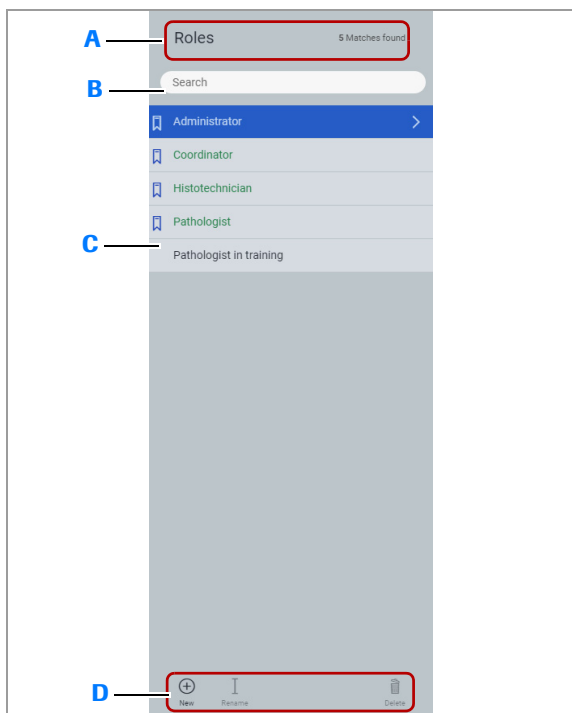 A
Roles
5 Matches found
B
Search
Administrator
Coordinator
Histotechnician
Pathologist
C
Pathologist in training
D
New
Rename
Delete